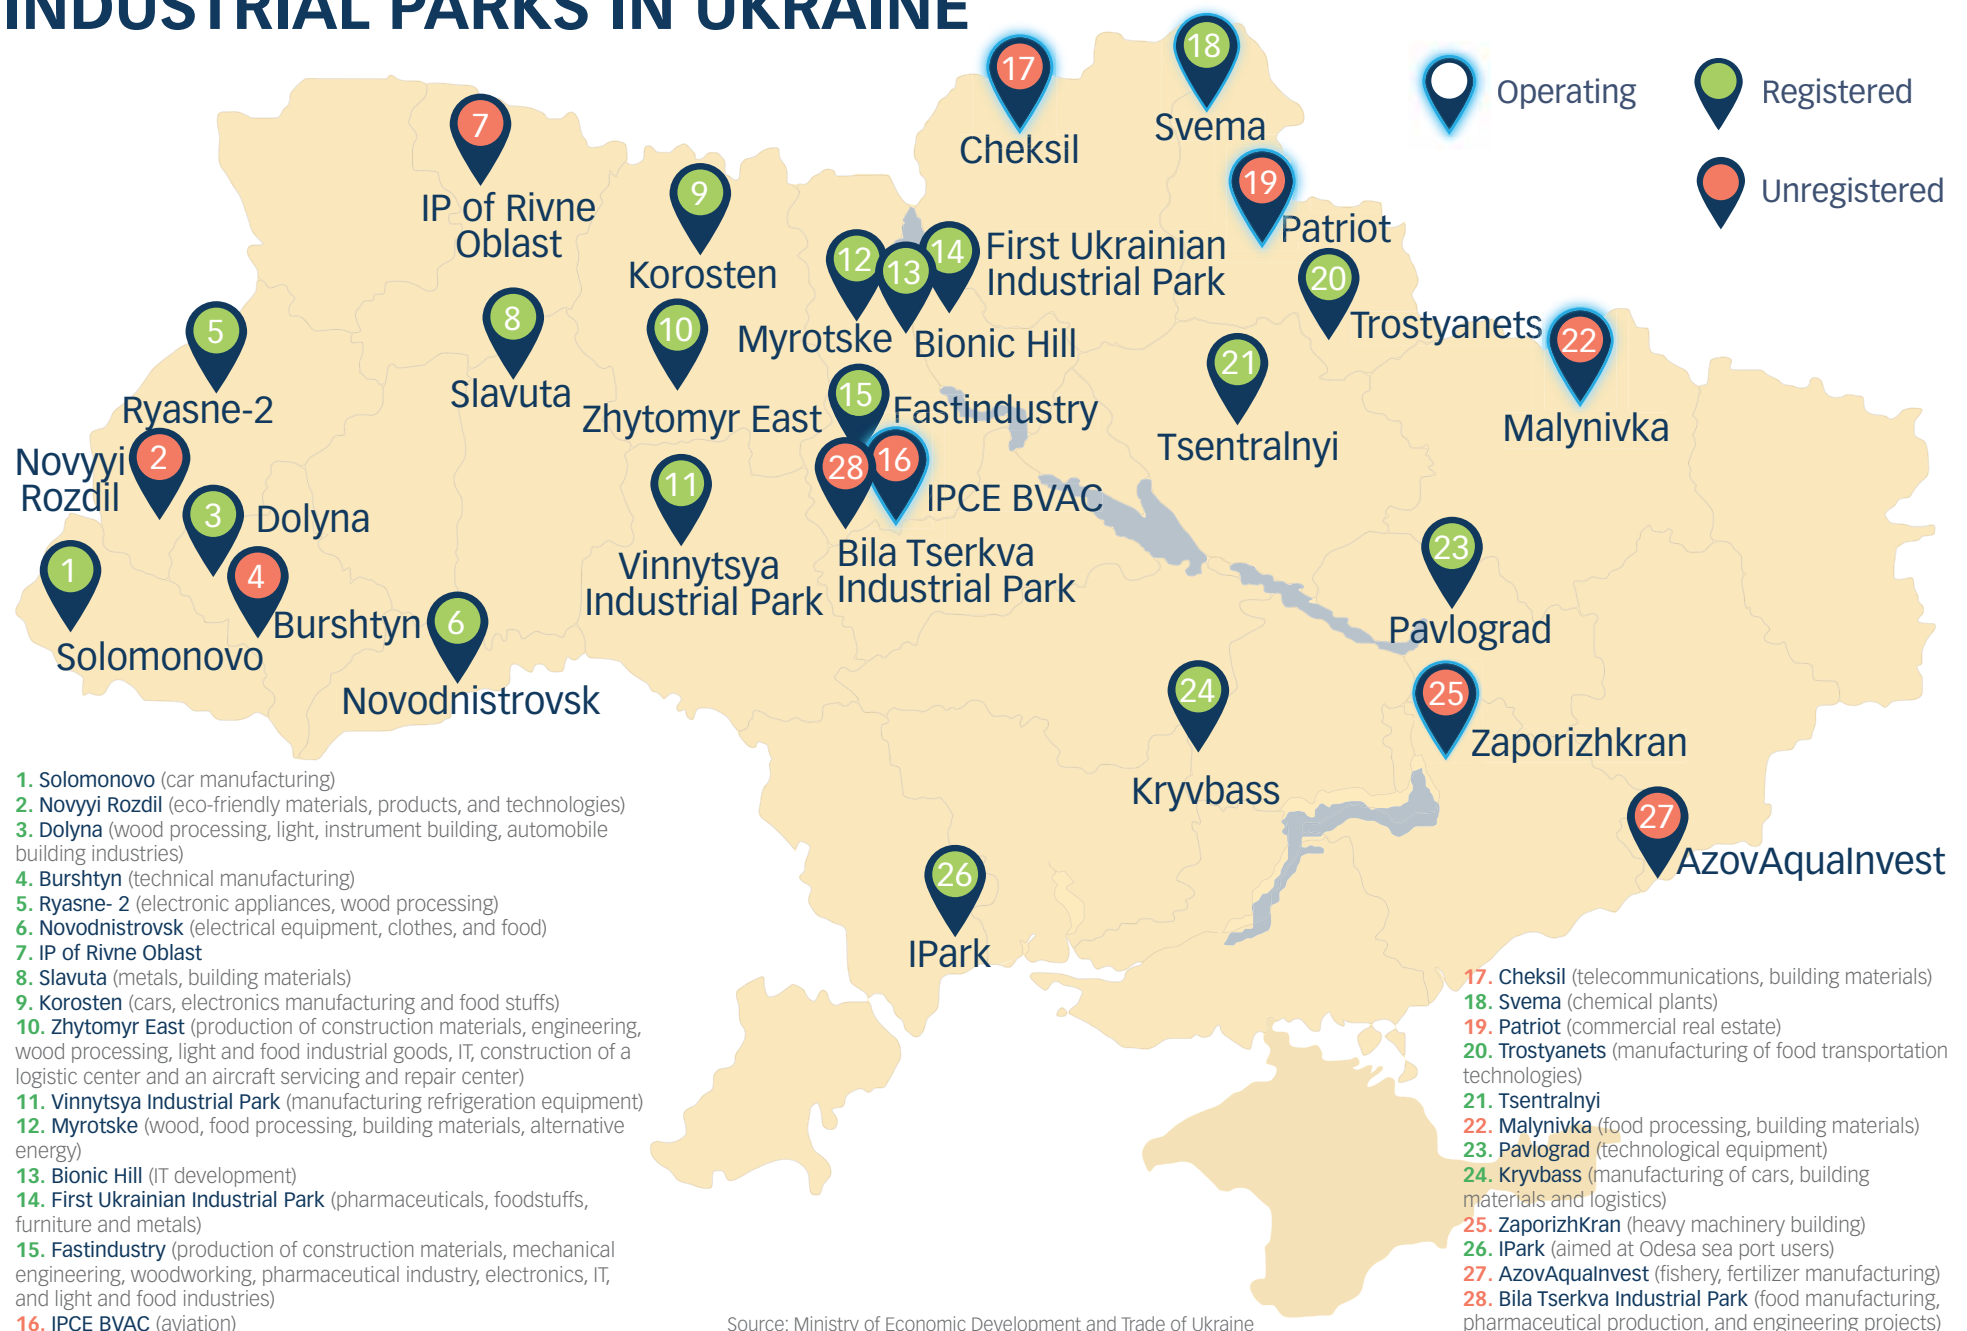 INDUSTRIAL PARKS IN UKRAINE
Operating
Registered
Unregistered
17
Cheksil
18
Svema
7
IP of Rivne
Oblast
9
Korosten
19
Patriot
12
13
14
First Ukrainian
Industrial Park
Myrotske
Bionic Hill
20
Trostyanets
5
Ryasne-2
8
Slavuta
10
Zhytomyr East
21
Tsentralnyi
22
Malynivka
15
Fastindustry
Novyyi
Rozdil
2
28
16
IPCE BVAC
Bila Tserkva
Industrial Park
11
Vinnytsya
Industrial Park
3
Dolyna
1
Solomonovo
4
Burshtyn
6
Novodnistrovsk
23
Pavlograd
24
Kryvbass
25
Zaporizhkran
27
AzovAquaInvest
26
IPark
1. Solomonovo (car manufacturing)
2. Novyyi Rozdil (eco-friendly materials, products, and technologies)
3. Dolyna (wood processing, light, instrument building, automobile
building industries)
4. Burshtyn (technical manufacturing)
5. Ryasne- 2 (electronic appliances, wood processing)
6. Novodnistrovsk (electrical equipment, clothes, and food)
7. IP of Rivne Oblast
8. Slavuta (metals, building materials)
9. Korosten (cars, electronics manufacturing and food stuffs)
10. Zhytomyr East (production of construction materials, engineering,
wood processing, light and food industrial goods, IT, construction of a
logistic center and an aircraft servicing and repair center)
11. Vinnytsya Industrial Park (manufacturing refrigeration equipment)
12. Myrotske (wood, food processing, building materials, alternative
energy)
13. Bionic Hill (IT development)
14. First Ukrainian Industrial Park (pharmaceuticals, foodstuffs,
furniture and metals)
15. Fastindustry (production of construction materials, mechanical
engineering, woodworking, pharmaceutical industry, electronics, IT,
and light and food industries)
16. IPCE BVAC (aviation)
17. Cheksil (telecommunications, building materials)
18. Svema (chemical plants)
19. Patriot (commercial real estate)
20. Trostyanets (manufacturing of food transportation
technologies)
21. Tsentralnyi
22. Malynivka (food processing, building materials)
23. Pavlograd (technological equipment)
24. Kryvbass (manufacturing of cars, building
materials and logistics)
25. ZaporizhKran (heavy machinery building)
26. IPark (aimed at Odesa sea port users)
27. AzovAquaInvest (fishery, fertilizer manufacturing)
28. Bila Tserkva Industrial Park (food manufacturing,
pharmaceutical production, and engineering projects)
Source: Ministry of Economic Development and Trade of Ukraine